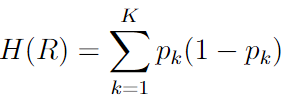 H(R) = \sum_{k=1}^{K} p_k(1 - p_k)